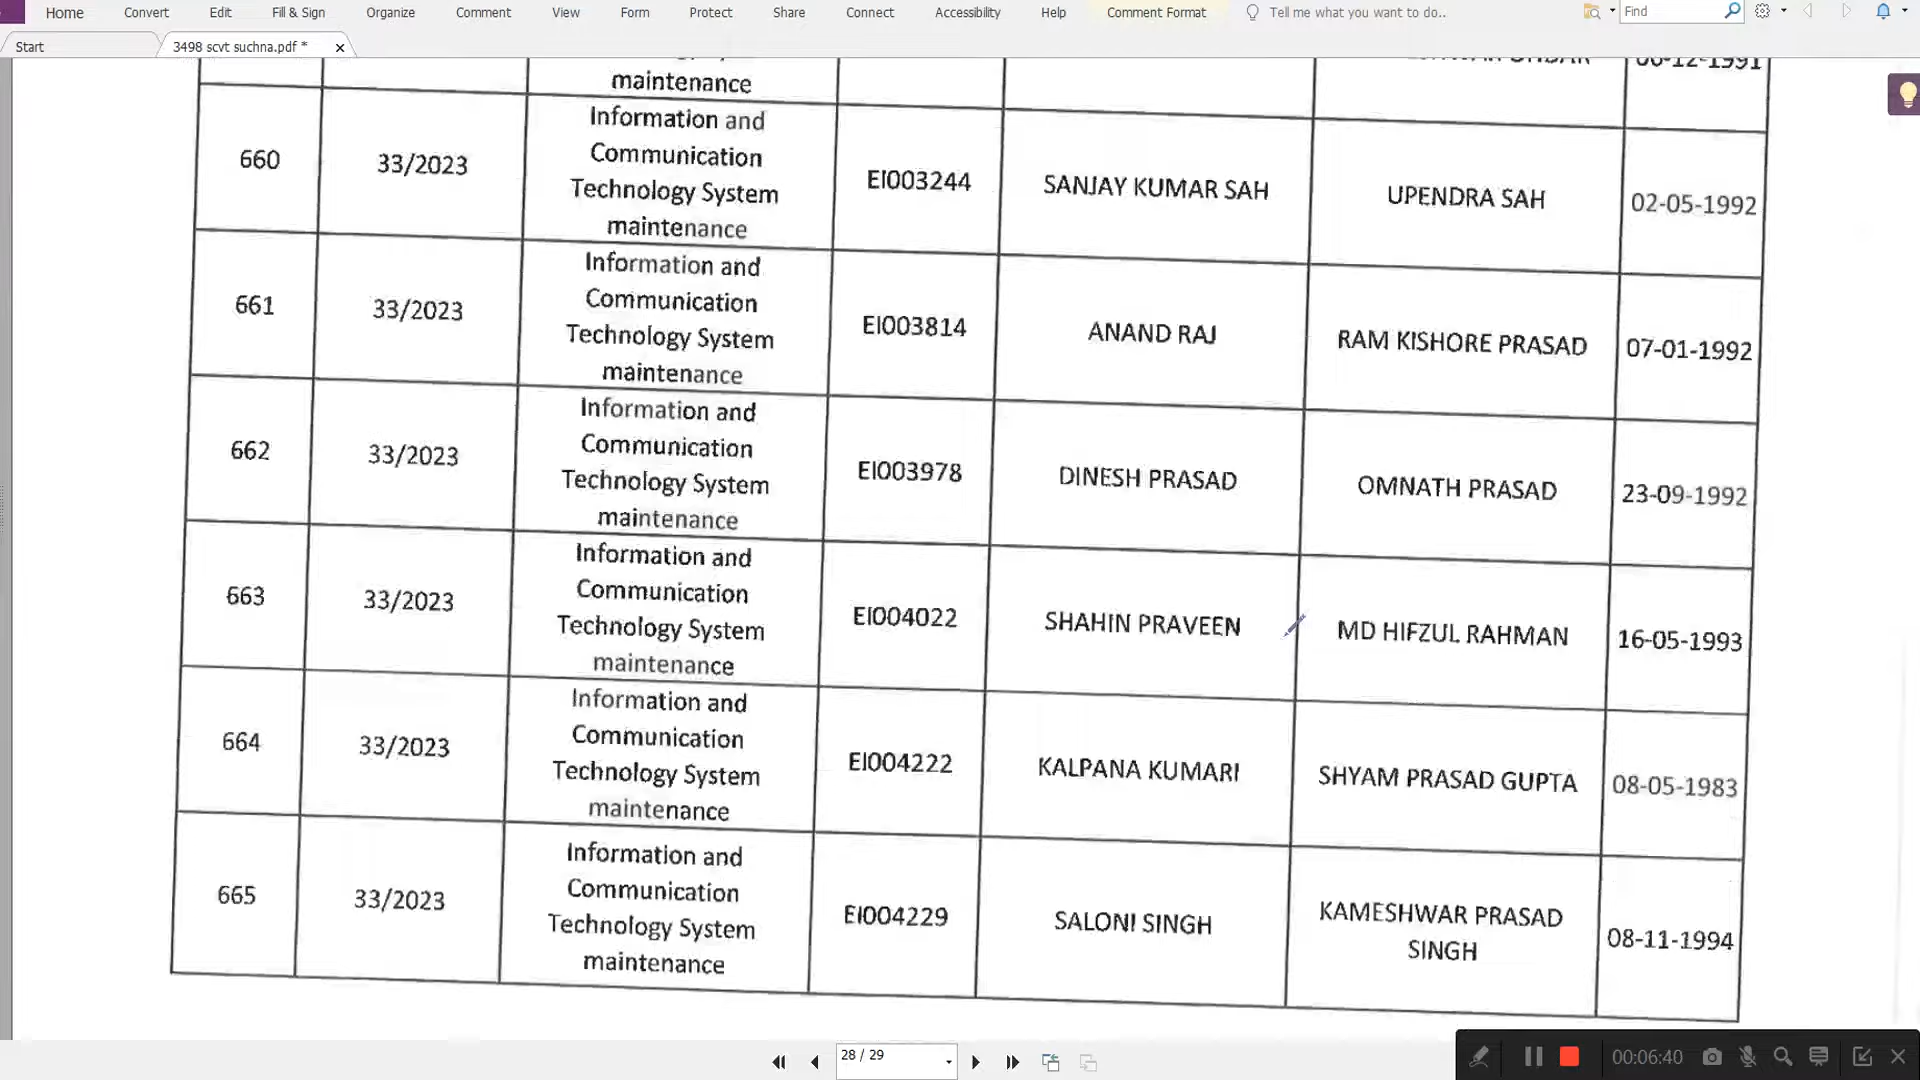 Home Convert Edit Fill & Sign Organize Comment View Form Protect Share Connect Accessibility Help Comment Format Tell me what you want to do.. Find
Start 3498 scvt suchna.pdf *
maintenance 06-12-1991
660 33/2023 Information and Communication Technology System maintenance EI003244 SANJAY KUMAR SAH UPENDRA SAH 02-05-1992
661 33/2023 Information and Communication Technology System maintenance EI003814 ANAND RAJ RAM KISHORE PRASAD 07-01-1992
662 33/2023 Information and Communication Technology System maintenance EI003978 DINESH PRASAD OMNATH PRASAD 23-09-1992
663 33/2023 Information and Communication Technology System maintenance EI004022 SHAHIN PRAVEEN MD HIFZUL RAHMAN 16-05-1993
664 33/2023 Information and Communication Technology System maintenance EI004222 KALPANA KUMARI SHYAM PRASAD GUPTA 08-05-1983
665 33/2023 Information and Communication Technology System maintenance EI004229 SALONI SINGH KAMESHWAR PRASAD SINGH 08-11-1994
28 / 29
00:06:40